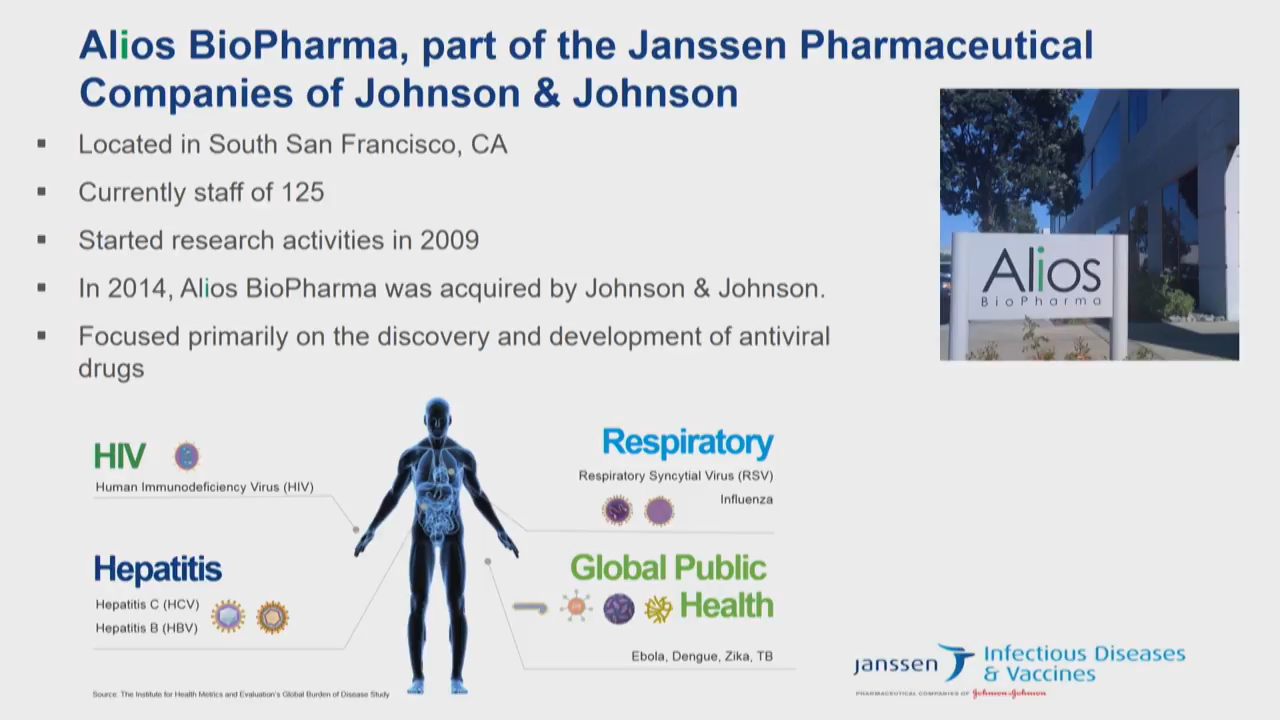 Alios BioPharma, part of the Janssen Pharmaceutical
Companies of Johnson & Johnson
Located in South San Francisco, CA
Currently staff of 125
Started research activities in 2009
In 2014, Alios BioPharma was acquired by Johnson & Johnson.
Focused primarily on the discovery and development of antiviral
drugs
Alios
BioPharma
HIV
Human Immunodeficiency Virus (HIV)
Respiratory
Respiratory Syncytial Virus (RSV)
Influenza
Hepatitis
Hepatitis C (HCV)
Hepatitis B (HBV)
Global Public
Health
Ebola, Dengue, Zika, TB
Source: The Institute for Health Metrics and Evaluation's Global Burden of Disease Study
janssen
Infectious Diseases
& Vaccines
PHARMACEUTICAL COMPANIES OF Johnson & Johnson